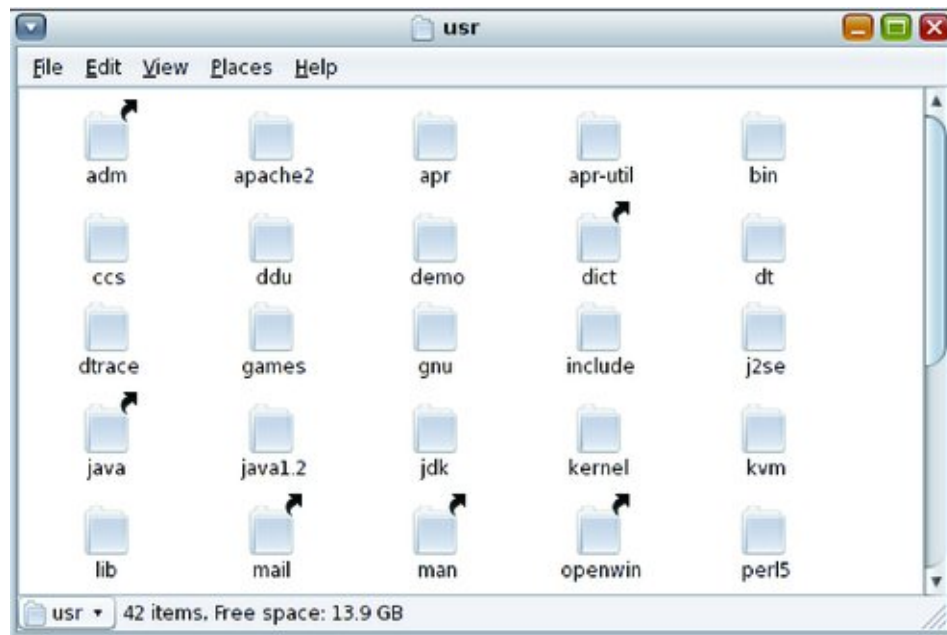 usr
File Edit View Places Help
adm apache2 apr apr-util bin
ccs ddu demo dict dt
dtrace games gnu include j2se
java java1.2 jdk kernel kvm
lib mail man openwin perl5
usr 42 items, Free space: 13.9 GB